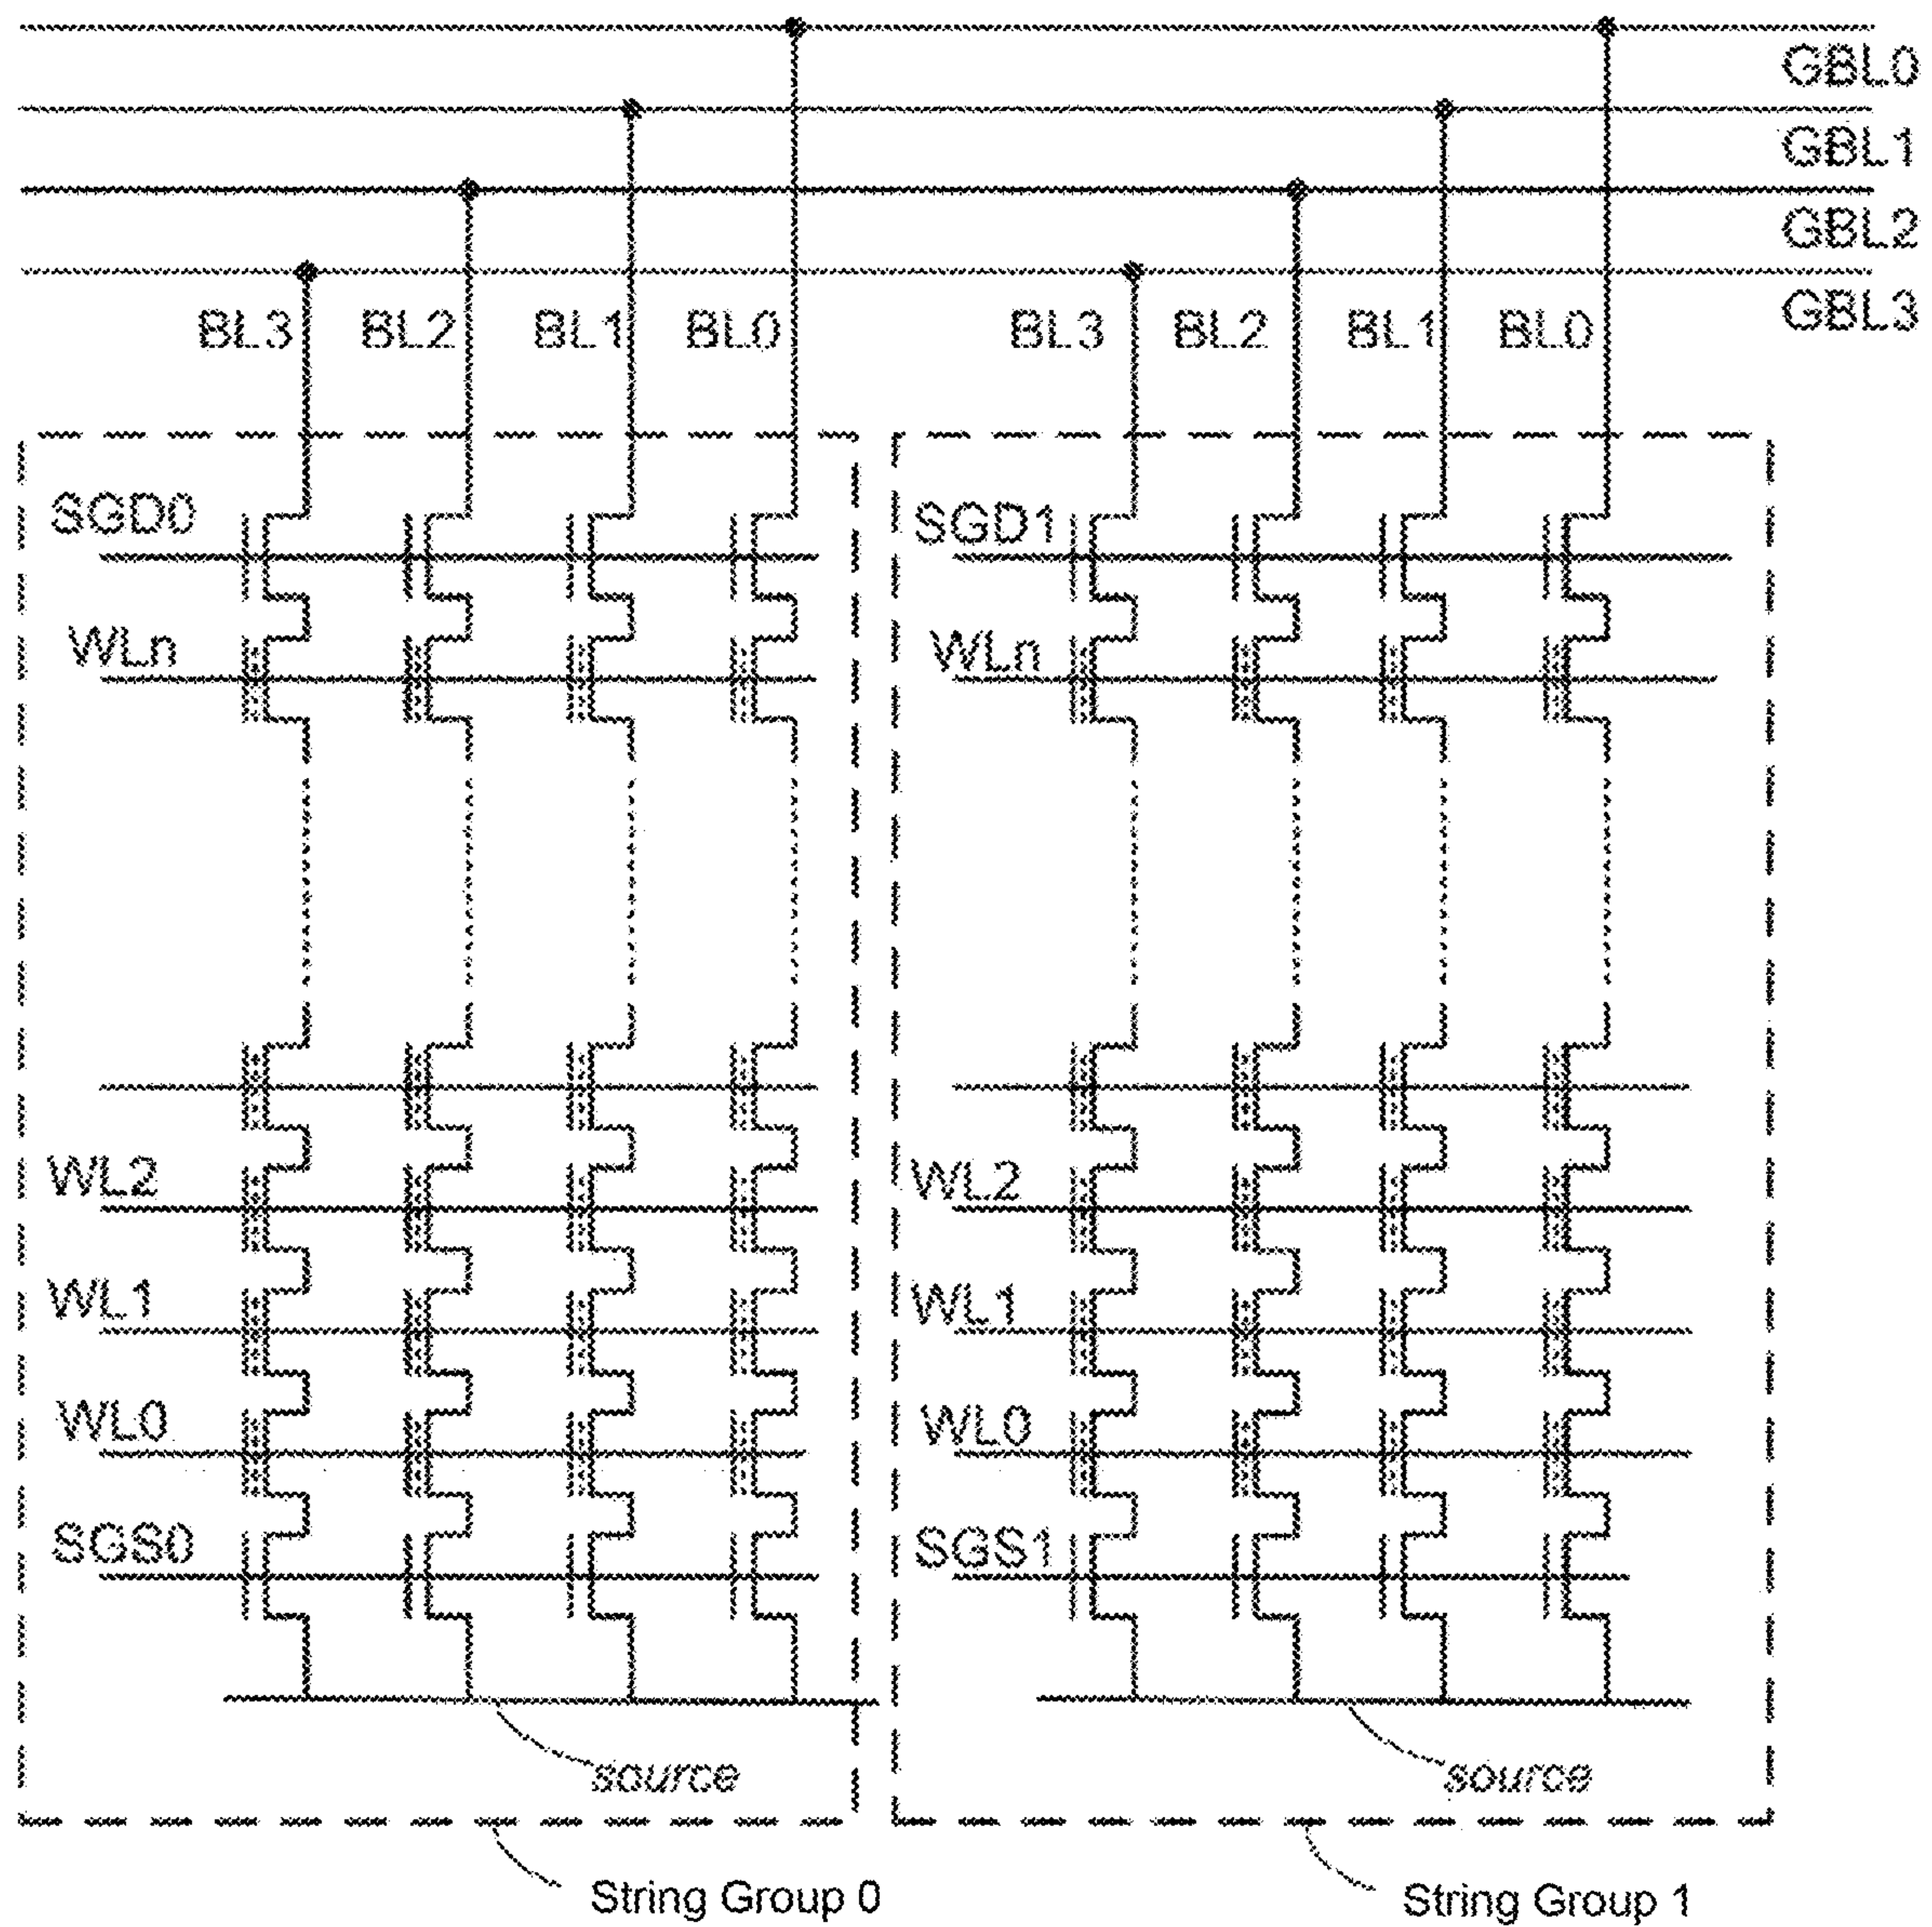 GBL0
GBL1
GBL2
GBL3
BL3 BL2 BL1 BL0 BL3 BL2 BL1 BL0
SGD0 SGD1
WLn WLn
WL2 WL2
WL1 WL1
WL0 WL0
SGS0 SGS1
source source
String Group 0 String Group 1